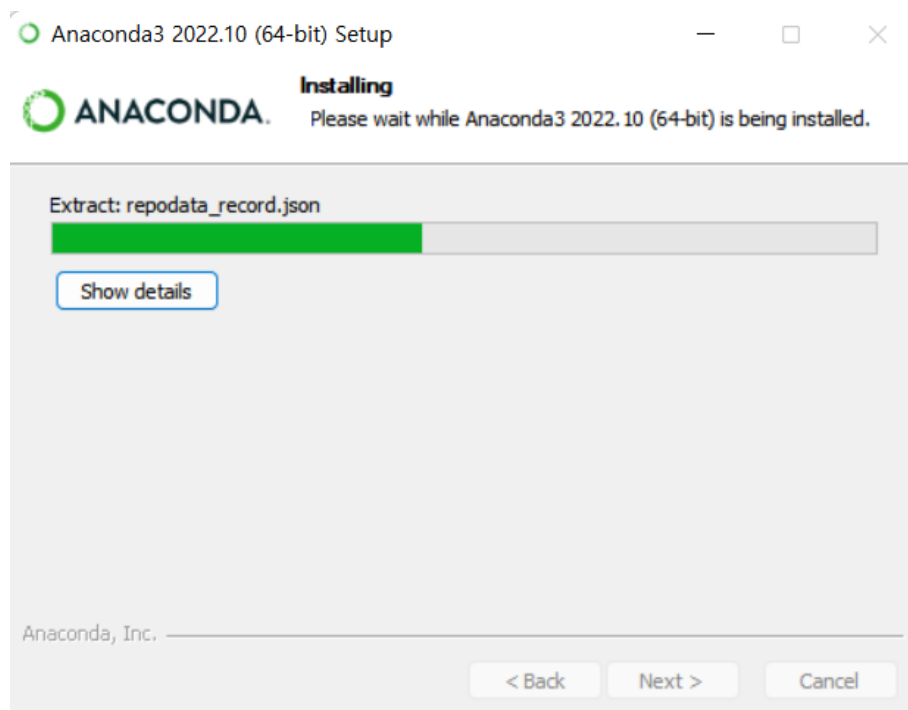 Anaconda3 2022.10 (64-bit) Setup
ANACONDA.
Installing
Please wait while Anaconda3 2022.10 (64-bit) is being installed.
Extract: repodata_record.json
Show details
Anaconda, Inc.
< Back
Next >
Cancel